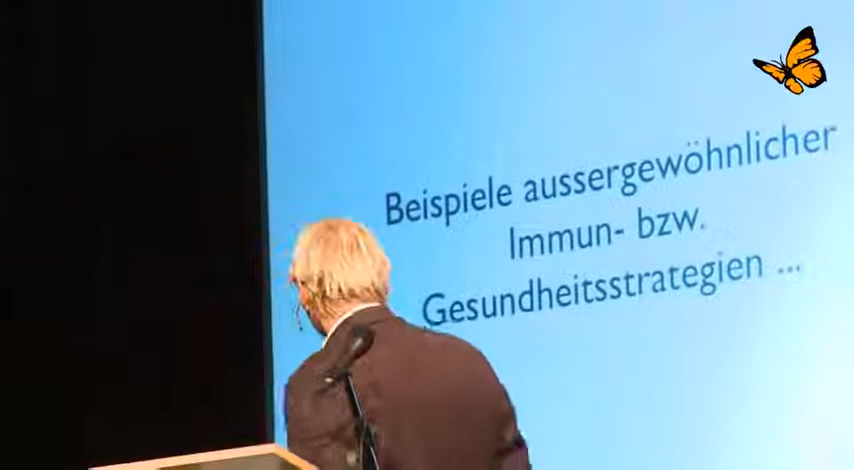 Beispiele aussergewöhnlicher
Immun- bzw.
Gesundheitsstrategien ...